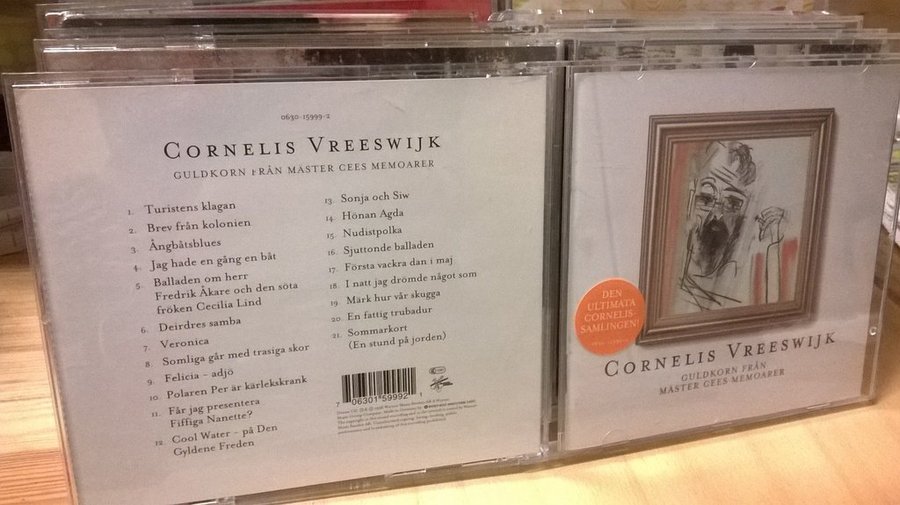 0630-15999-2
CORNELIS VREESWIJK
GULDKORN FRÅN MÄSTER CEES MEMOARER
1. Turistens klagan
2. Brev från kolonien
3. Ångbåtsblues
4. Jag hade en gång en båt
5. Balladen om herr
Fredrik Åkare och den söta
fröken Cecilia Lind
6. Deirdres samba
7. Veronica
8. Somliga går med trasiga skor
9. Felicia – adjö
10. Polaren Per är kärlekskrank
11. Får jag presentera
Fiffiga Nanette?
12. Cool Water – på Den
Gyldene Freden
13. Sonja och Siw
14. Hönan Agda
15. Nudistpolka
16. Sjuttonde balladen
17. Första vackra dan i maj
18. I natt jag drömde något som
19. Märk hur vår skugga
20. En fattig trubadur
21. Sommarkort
(En stund på jorden)
7 06301 59992
DEN
ULTIMATA
CORNELIS-
SAMLINGEN!
CORNELIS VREESWIJK
GULDKORN FRÅN
MÄSTER CEES MEMOARER